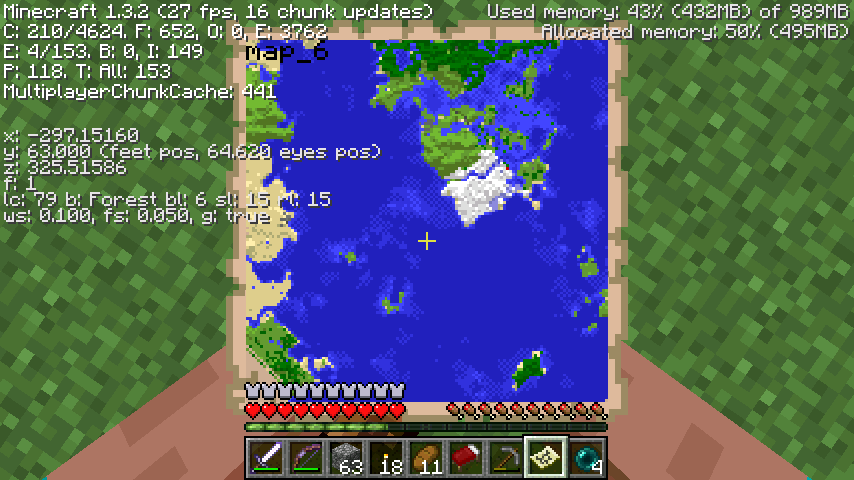 Minecraft 1.3.2 (27 fps, 16 chunk updates)
Used memory: 43% (432MB) of 989MB
C: 210/4624. F: 652, O: 0, E: 3762
Allocated memory: 50% (495MB)
map_6
E: 4/153. B: 0, I: 149
P: 118. T: All: 153
MultiplayerChunkCache: 441
x: -297.15160
y: 63.000 (feet pos, 64.620 eyes pos)
z: 325.51586
f: 1
lc: 79 b: Forest bl: 6 sl: 15 rl: 15
ws: 0.100, fs: 0.050, g: true
63
18
11
4